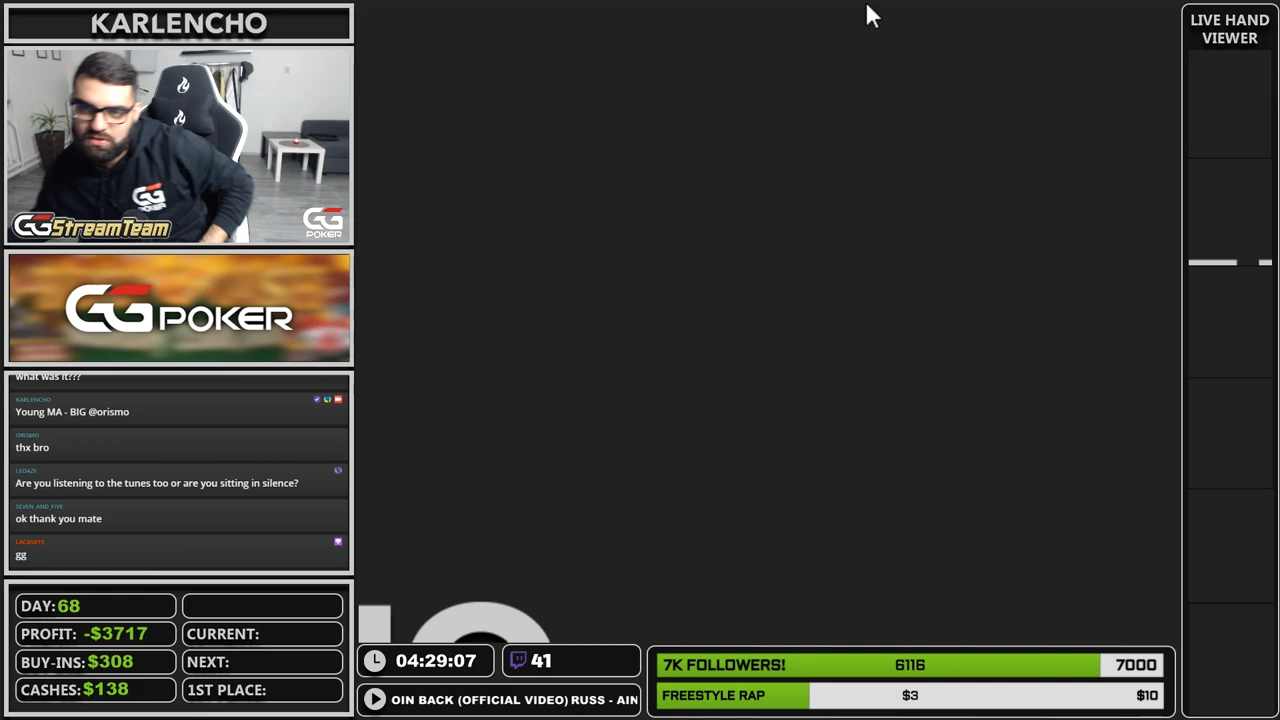 KARLENCHO
LIVE HAND
VIEWER
GG
POKER
GGStreamTeam
GG
POKER
GGPOKER
what was it???
KARLENCHO
Young MA - BIG @orismo
ORISMO
thx bro
LEDAZE
Are you listening to the tunes too or are you sitting in silence?
SEVEN_AND_FIVE
ok thank you mate
LACASA15
gg
DAY: 68
PROFIT: -$3717
CURRENT:
BUY-INS: $308
NEXT:
CASHES: $138
1ST PLACE:
04:29:07
41
OIN BACK (OFFICIAL VIDEO) RUSS - AIN
7K FOLLOWERS!
6116
7000
FREESTYLE RAP
$3
$10